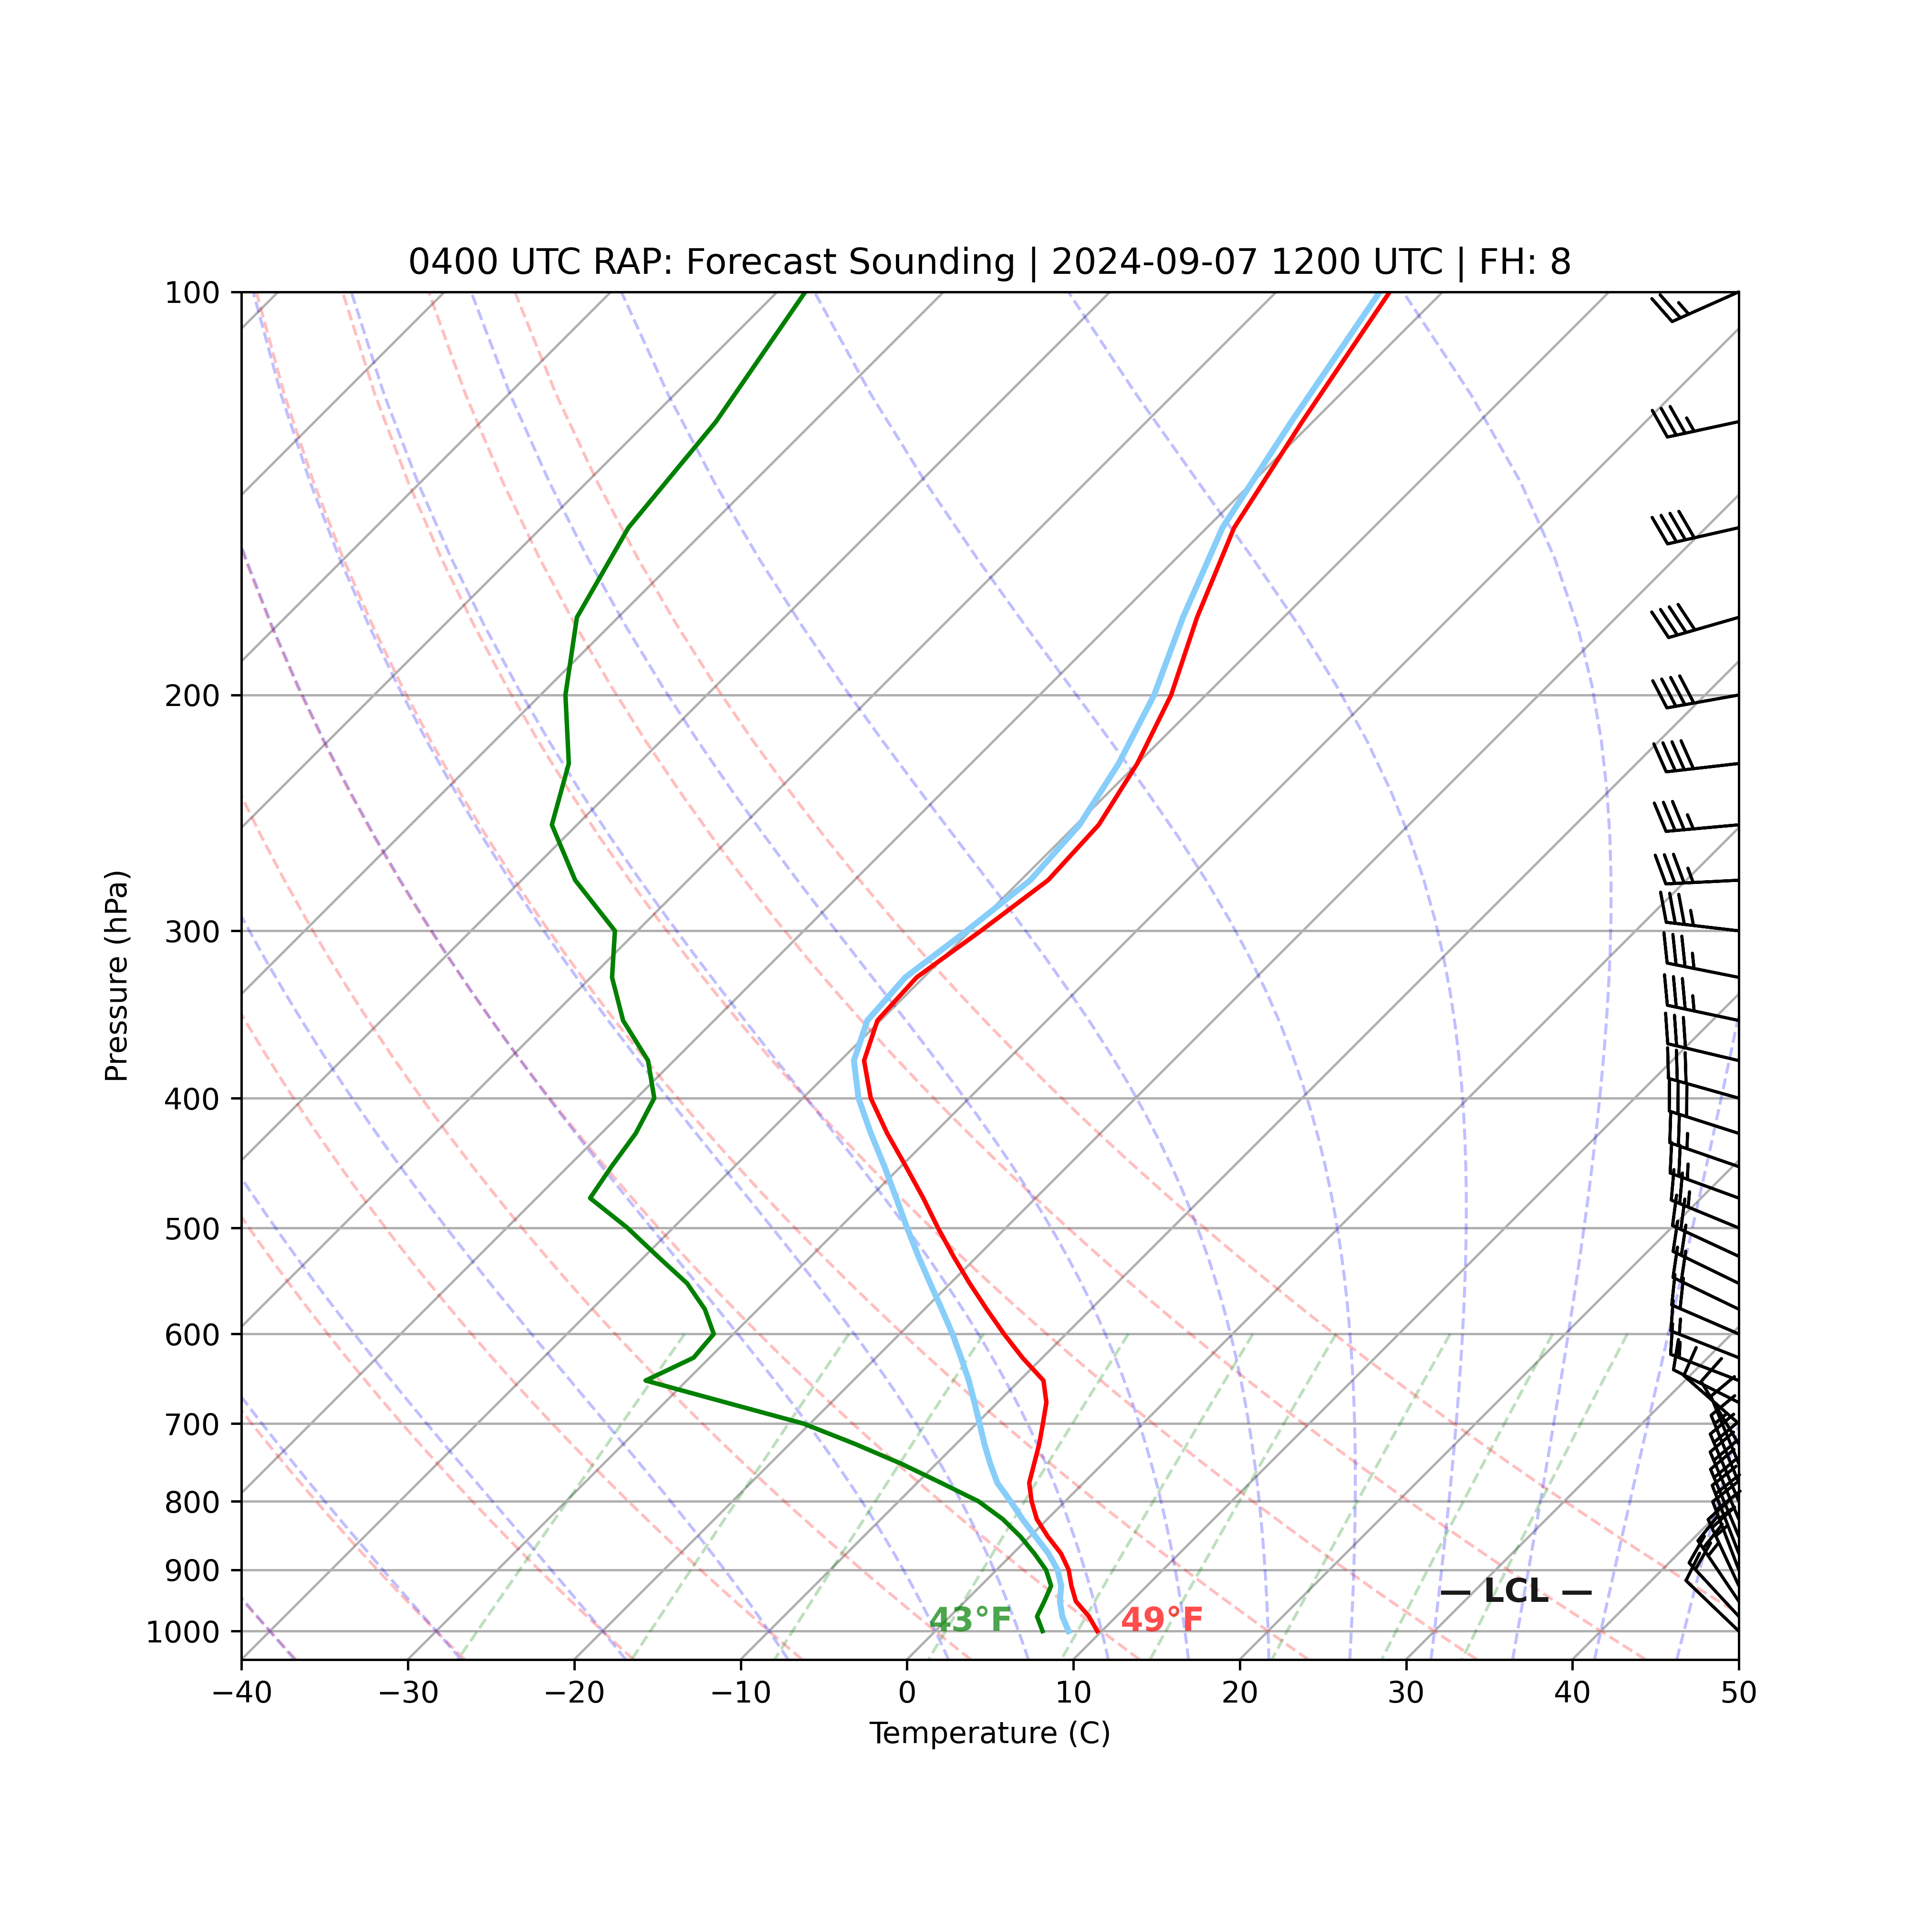 0400 UTC RAP: Forecast Sounding | 2024-09-07 1200 UTC | FH: 8
100
200
300
400
500
600
700
800
900
1000
Pressure (hPa)
43°F
49°F
— LCL —
−40 −30 −20 −10 0 10 20 30 40 50
Temperature (C)